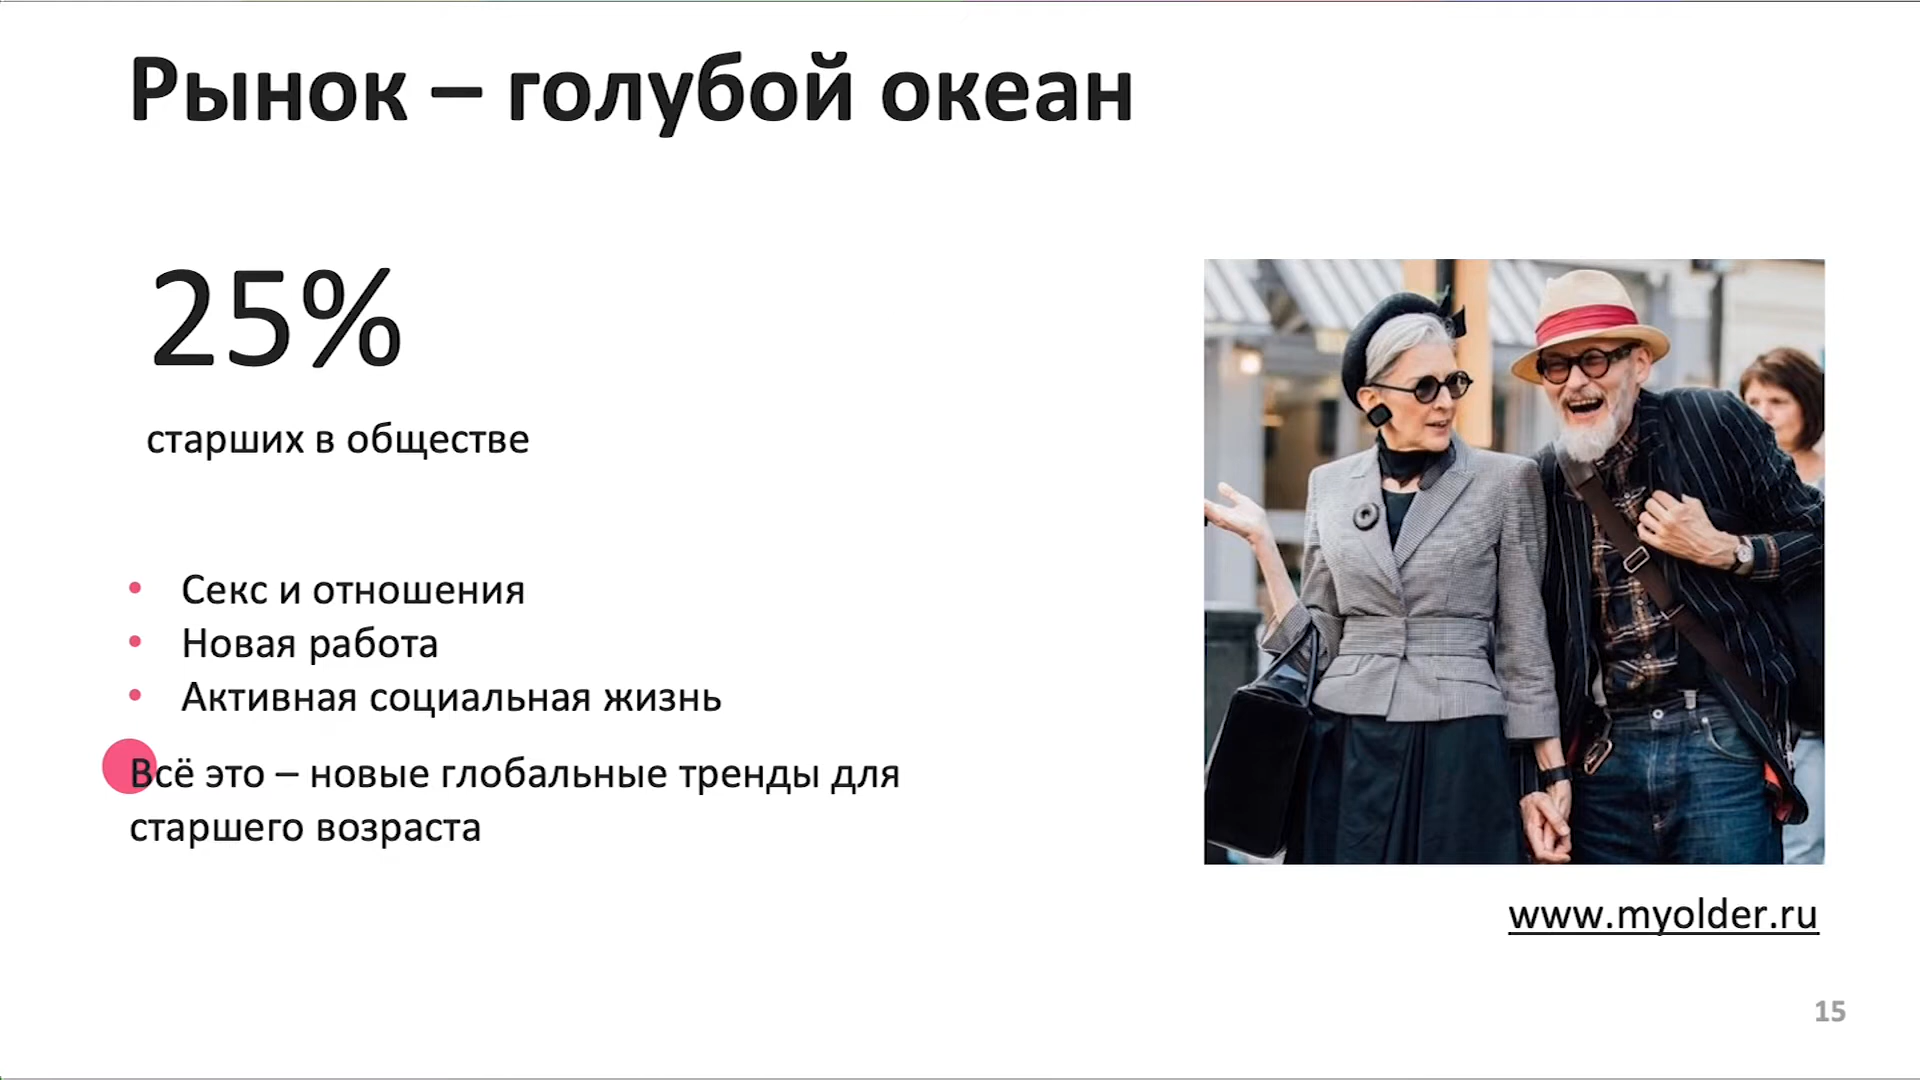 Рынок – голубой океан
25%
старших в обществе
• Секс и отношения
• Новая работа
• Активная социальная жизнь
Всё это – новые глобальные тренды для
старшего возраста
www.myolder.ru
15